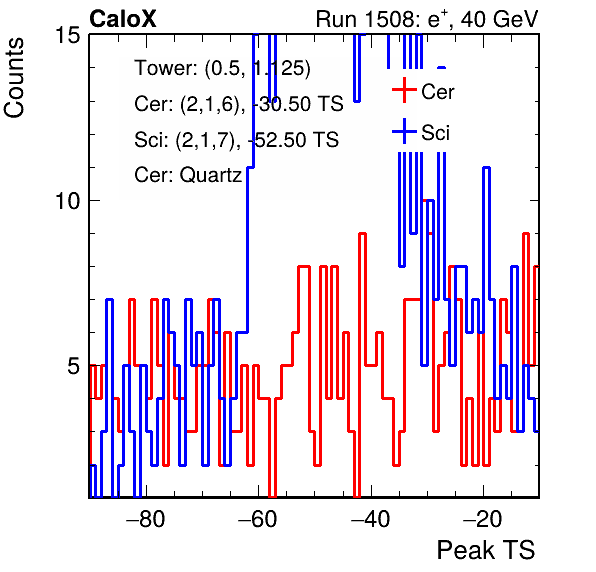 CaloX Run 1508: e⁺, 40 GeV
Counts
15
Tower: (0.5, 1.125)
Cer: (2,1,6), -30.50 TS
Cer
Sci: (2,1,7), -52.50 TS
Sci
Cer: Quartz
10
5
−80 −60 −40 −20
Peak TS